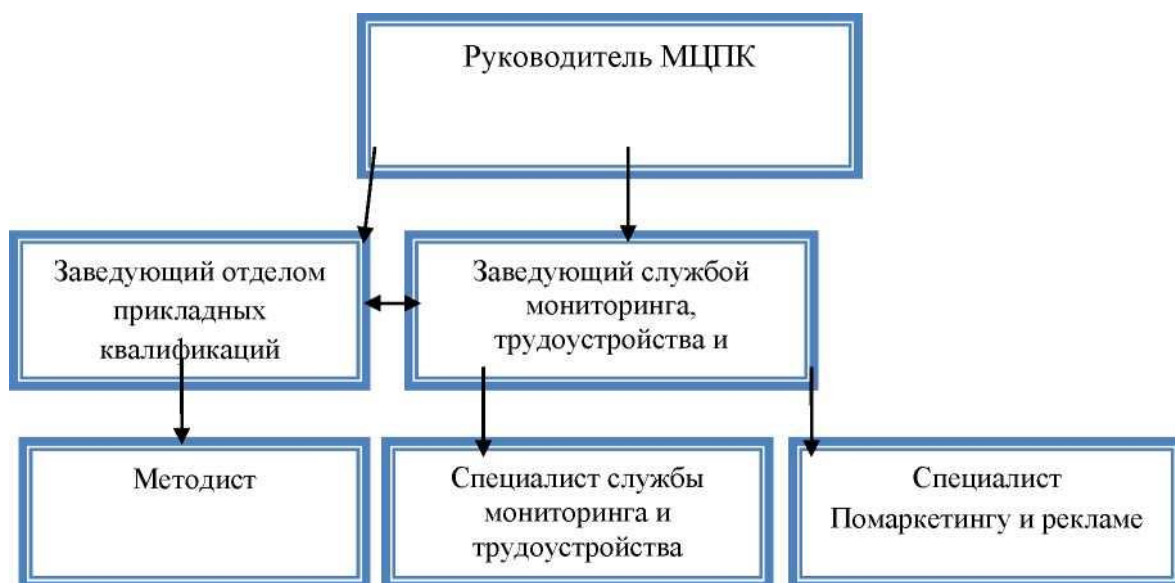 Руководитель МЦПК
Заведующий отделом
прикладных
квалификаций
Заведующий службой
мониторинга,
трудоустройства и
Методист
Специалист службы
мониторинга и
трудоустройства
Специалист
Помаркетингу и рекламе